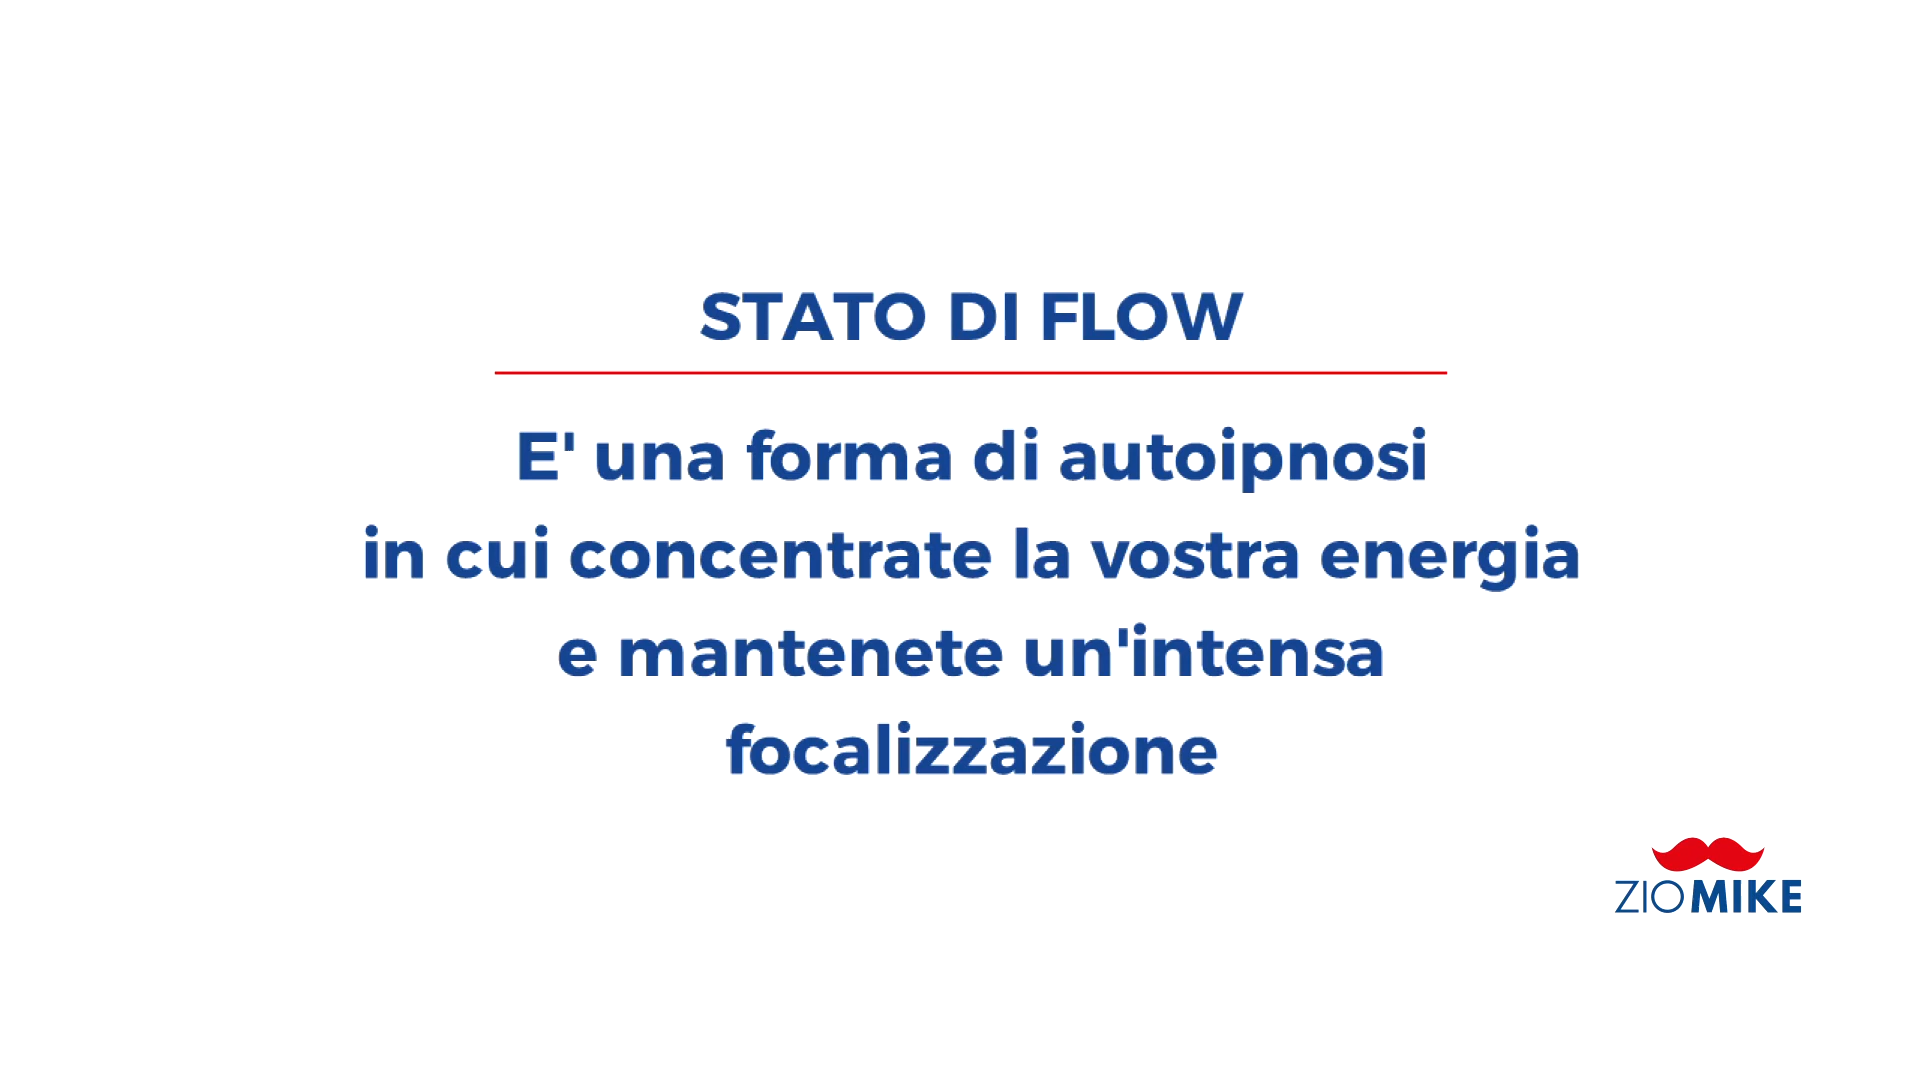 STATO DI FLOW
E' una forma di autoipnosi
in cui concentrate la vostra energia
e mantenete un'intensa
focalizzazione
ZIOMIKE